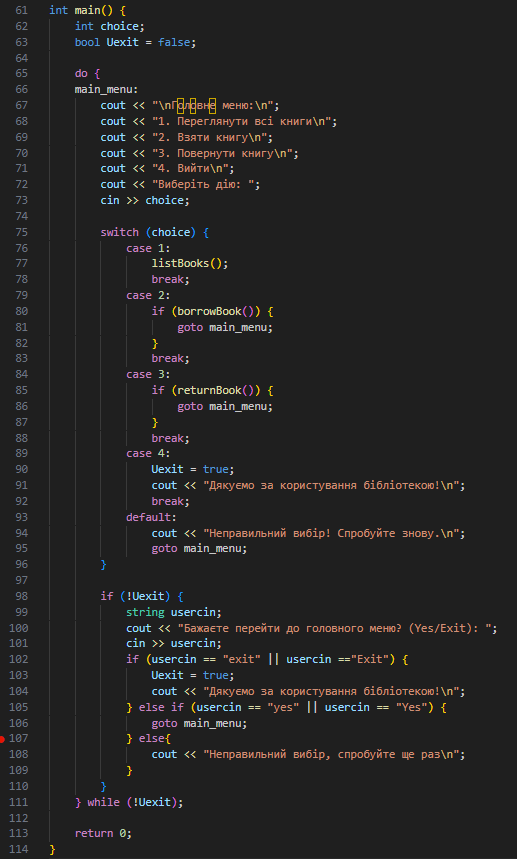 61 int main() {
62     int choice;
63     bool Uexit = false;
64
65     do {
66     main_menu:
67         cout << "\nГоловне меню:\n";
68         cout << "1. Переглянути всі книги\n";
69         cout << "2. Взяти книгу\n";
70         cout << "3. Повернути книгу\n";
71         cout << "4. Вийти\n";
72         cout << "Виберіть дію: ";
73         cin >> choice;
74
75         switch (choice) {
76             case 1:
77                 listBooks();
78                 break;
79             case 2:
80                 if (borrowBook()) {
81                     goto main_menu;
82                 }
83                 break;
84             case 3:
85                 if (returnBook()) {
86                     goto main_menu;
87                 }
88                 break;
89             case 4:
90                 Uexit = true;
91                 cout << "Дякуємо за користування бібліотекою!\n";
92                 break;
93             default:
94                 cout << "Неправильний вибір! Спробуйте знову.\n";
95                 goto main_menu;
96         }
97
98         if (!Uexit) {
99             string usercin;
100             cout << "Бажаєте перейти до головного меню? (Yes/Exit): ";
101             cin >> usercin;
102             if (usercin == "exit" || usercin =="Exit") {
103                 Uexit = true;
104                 cout << "Дякуємо за користування бібліотекою!\n";
105             } else if (usercin == "yes" || usercin == "Yes") {
106                 goto main_menu;
107             } else{
108                 cout << "Неправильний вибір, спробуйте ще раз\n";
109             }
110         }
111     } while (!Uexit);
112
113     return 0;
114 }